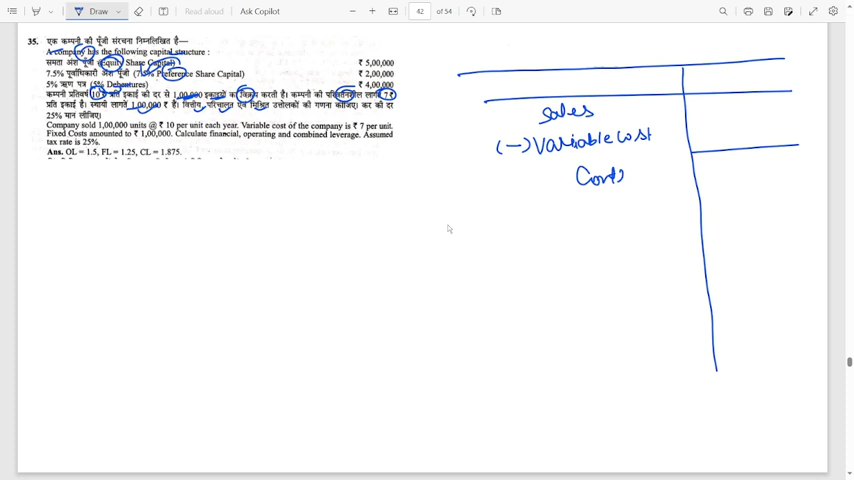 Draw
Read aloud
Ask Copilot
42 of 54
35. एक कम्पनी की पूँजी संरचना निम्नलिखित है—
A company has the following capital structure :
समता अंश पूँजी (Equity Share Capital) ₹ 5,00,000
7.5% पूर्वाधिकारी अंश पूँजी (7.5% Preference Share Capital) ₹ 2,00,000
5% ऋण पत्र (5% Debentures) ₹ 4,00,000
कम्पनी प्रतिवर्ष 10 ₹ प्रति इकाई की दर से 1,00,000 इकाइयों का विक्रय करती है। कम्पनी की परिवर्तनशील लागत 7 ₹
प्रति इकाई है। स्थायी लागतें 1,00,000 ₹ हैं। वित्तीय, परिचालन एवं मिश्रित उत्तोलकों की गणना कीजिए। कर की दर
25% मान लीजिए।
Company sold 1,00,000 units @ ₹ 10 per unit each year. Variable cost of the company is ₹ 7 per unit.
Fixed Costs amounted to ₹ 1,00,000. Calculate financial, operating and combined leverage. Assumed
tax rate is 25%.
Ans. OL = 1.5, FL = 1.25, CL = 1.875.
sales
(-) Variable cost